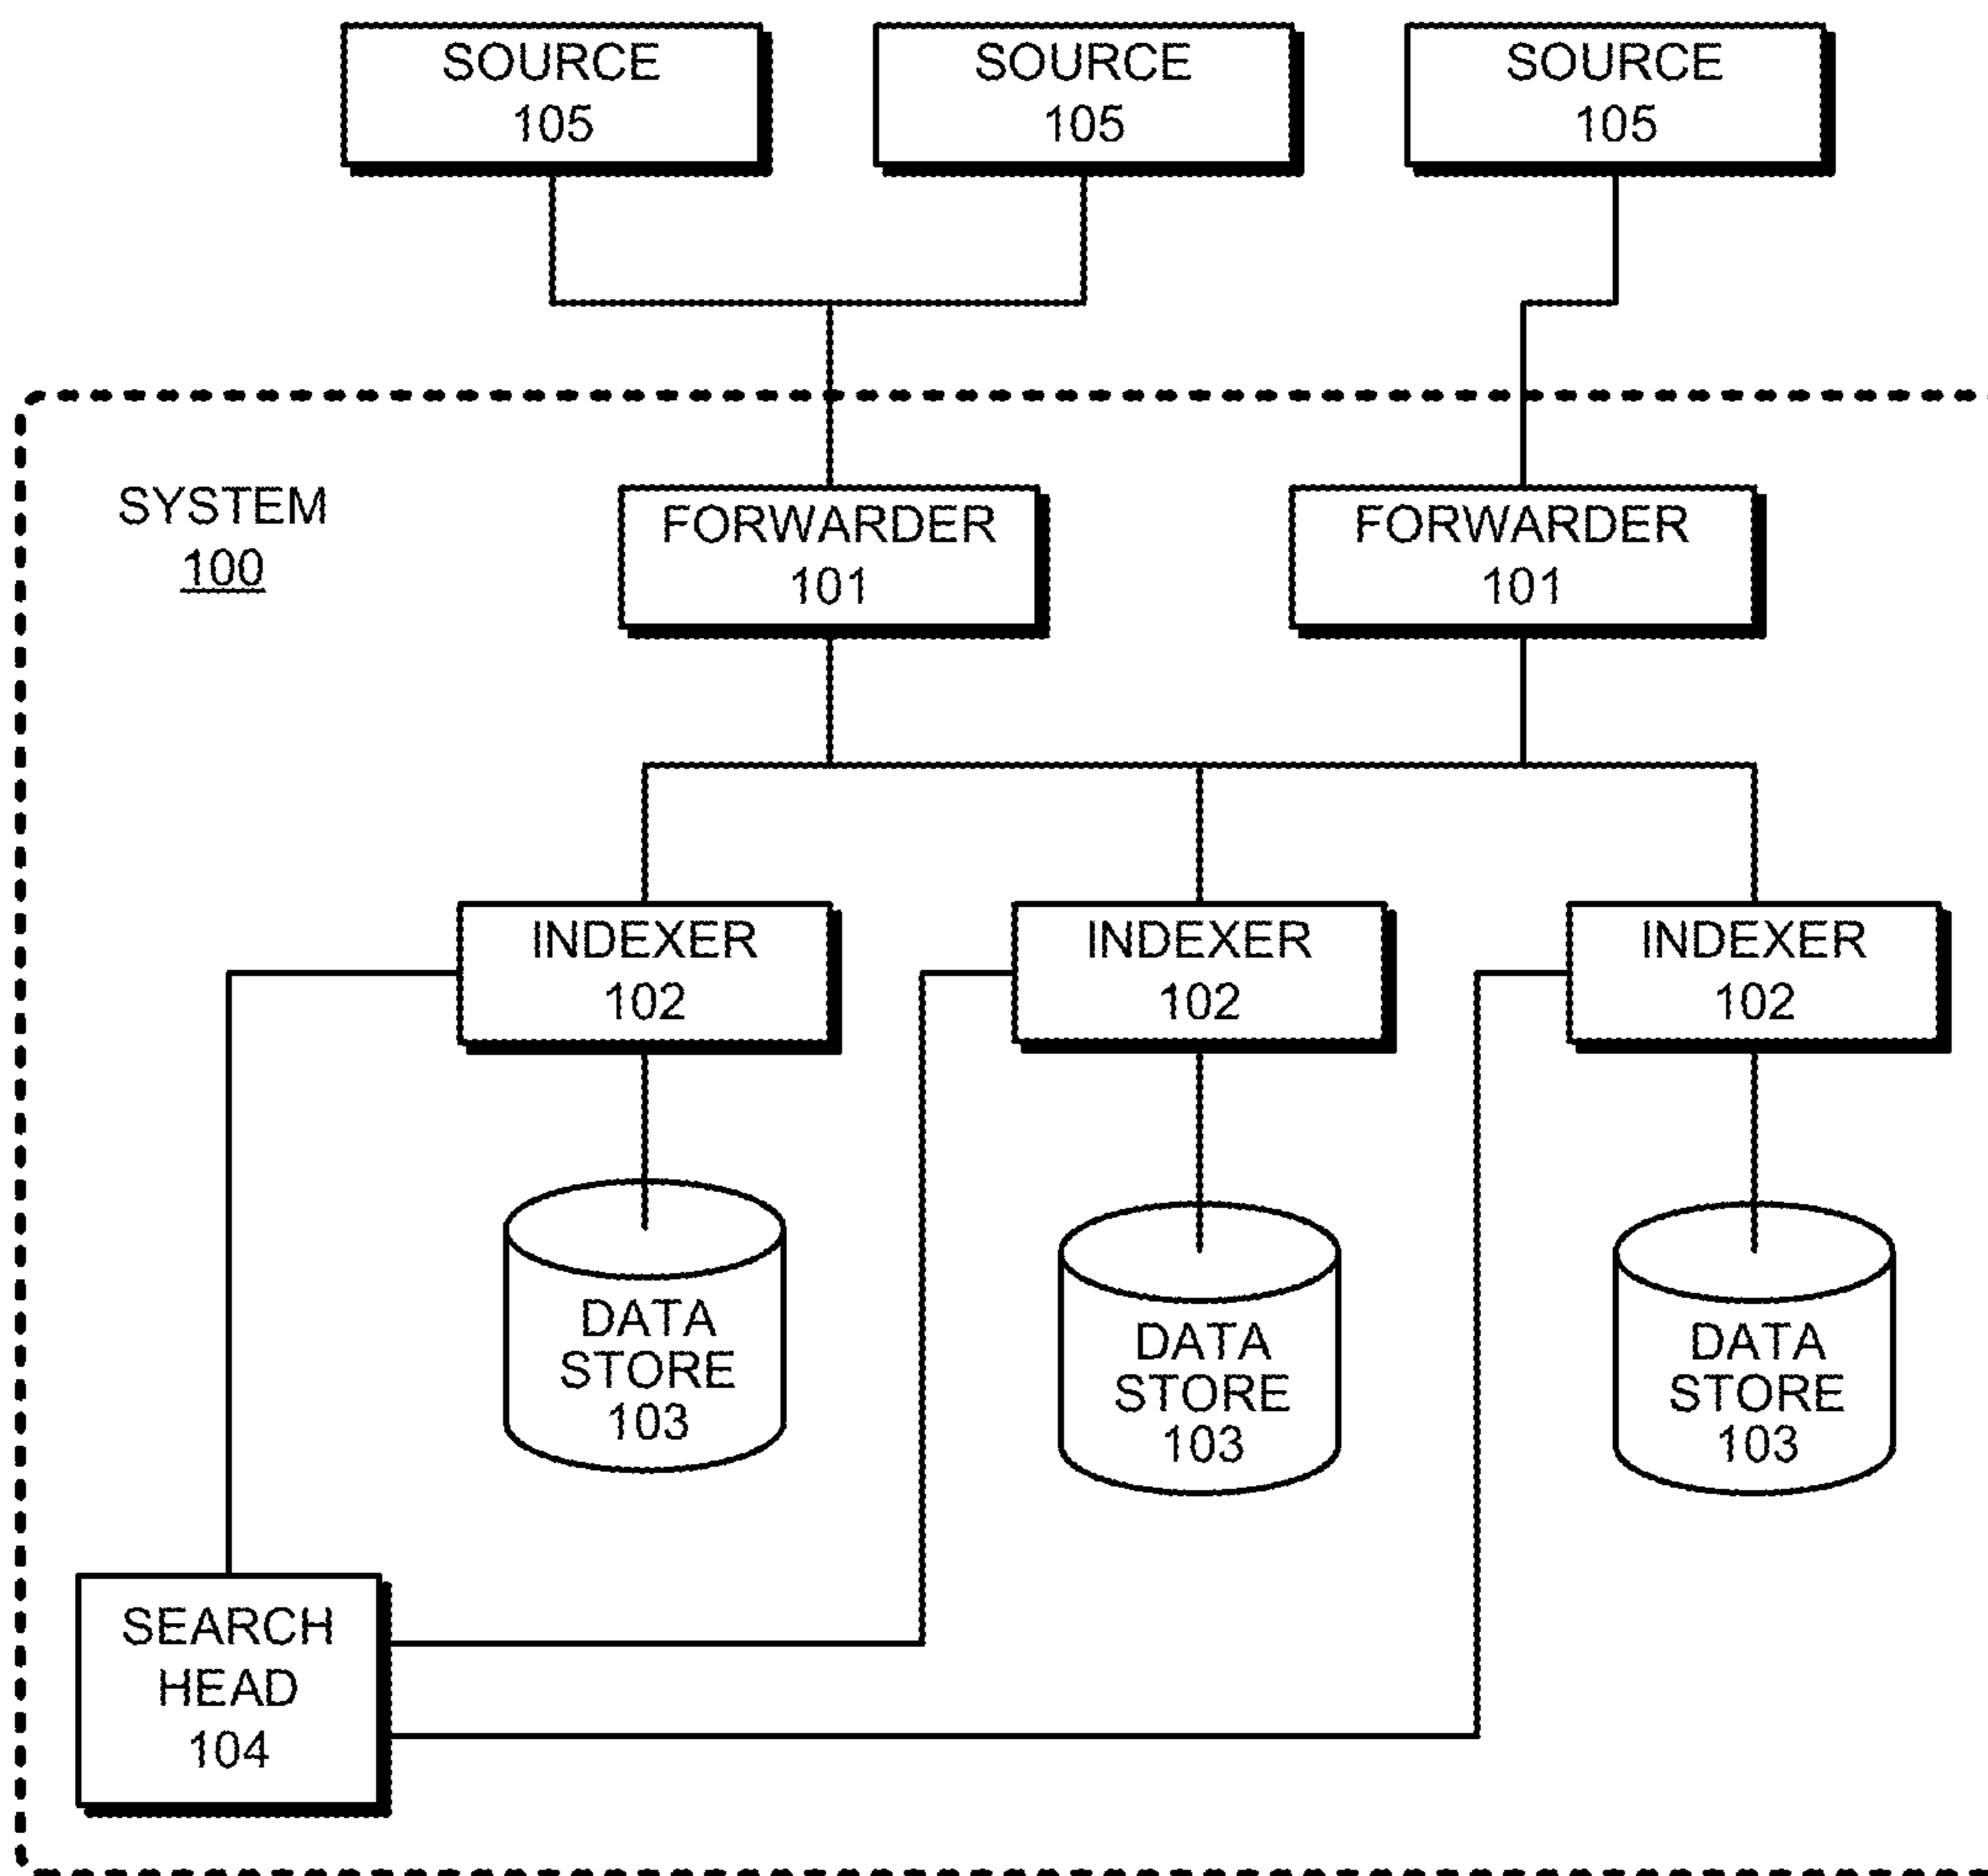 SOURCE
105
SOURCE
105
SOURCE
105
SYSTEM
100
FORWARDER
101
FORWARDER
101
INDEXER
102
INDEXER
102
INDEXER
102
DATA
STORE
103
DATA
STORE
103
DATA
STORE
103
SEARCH
HEAD
104